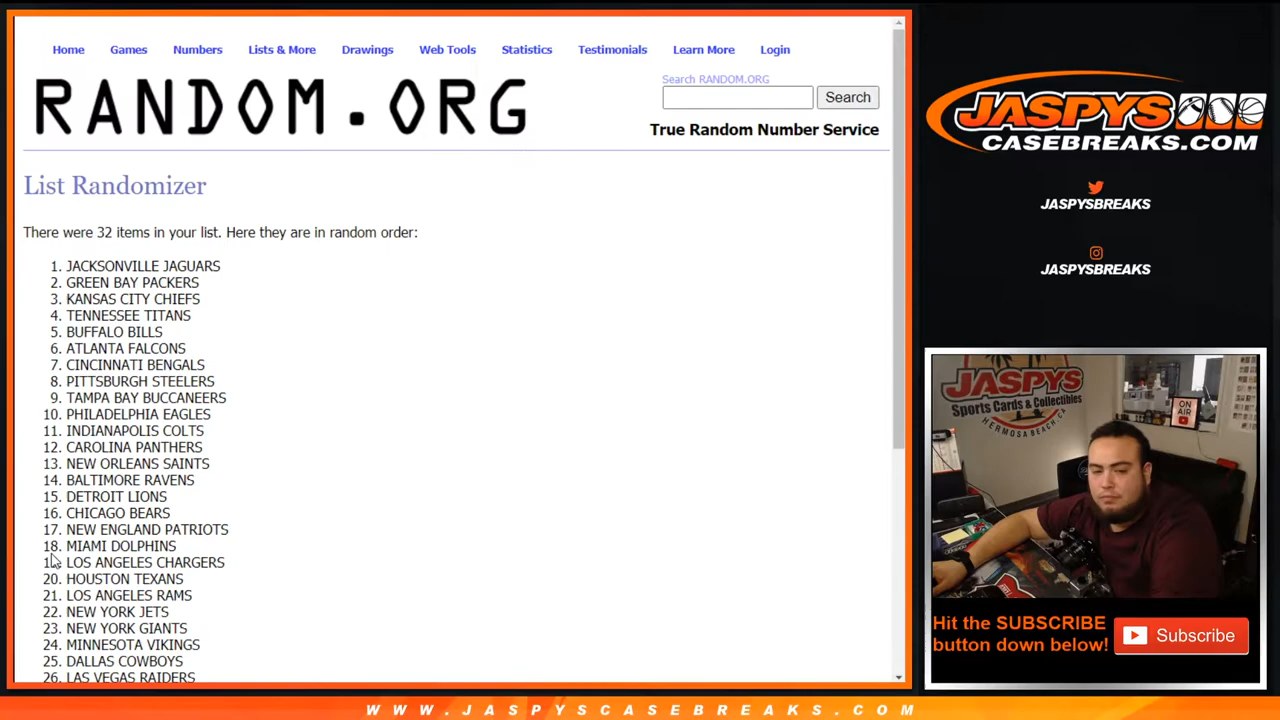 Home Games Numbers Lists & More Drawings Web Tools Statistics Testimonials Learn More Login
RANDOM.ORG
Search RANDOM.ORG
Search
True Random Number Service
List Randomizer
There were 32 items in your list. Here they are in random order:
1. JACKSONVILLE JAGUARS
2. GREEN BAY PACKERS
3. KANSAS CITY CHIEFS
4. TENNESSEE TITANS
5. BUFFALO BILLS
6. ATLANTA FALCONS
7. CINCINNATI BENGALS
8. PITTSBURGH STEELERS
9. TAMPA BAY BUCCANEERS
10. PHILADELPHIA EAGLES
11. INDIANAPOLIS COLTS
12. CAROLINA PANTHERS
13. NEW ORLEANS SAINTS
14. BALTIMORE RAVENS
15. DETROIT LIONS
16. CHICAGO BEARS
17. NEW ENGLAND PATRIOTS
18. MIAMI DOLPHINS
LOS ANGELES CHARGERS
20. HOUSTON TEXANS
21. LOS ANGELES RAMS
22. NEW YORK JETS
23. NEW YORK GIANTS
24. MINNESOTA VIKINGS
25. DALLAS COWBOYS
26. LAS VEGAS RAIDERS
JASPYS
CASEBREAKS.COM
JASPYSBREAKS
JASPYSBREAKS
JASPYS
Sports Cards & Collectibles
HERMOSA BEACH, CA
ON
AIR
Hit the SUBSCRIBE
button down below!
Subscribe
WWW.JASPYSCASEBREAKS.COM